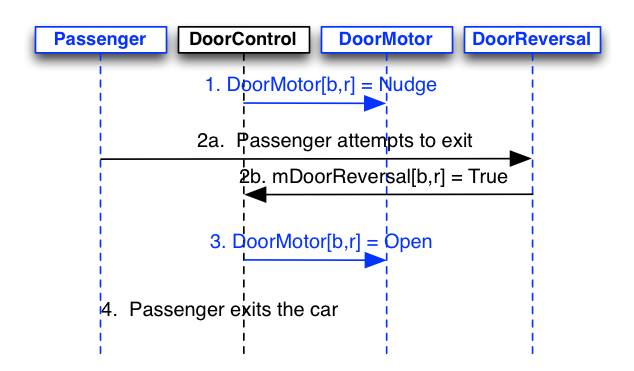 Passenger DoorControl DoorMotor DoorReversal
1. DoorMotor[b,r] = Nudge
2a. Passenger attempts to exit
2b. mDoorReversal[b,r] = True
3. DoorMotor[b,r] = Open
4. Passenger exits the car